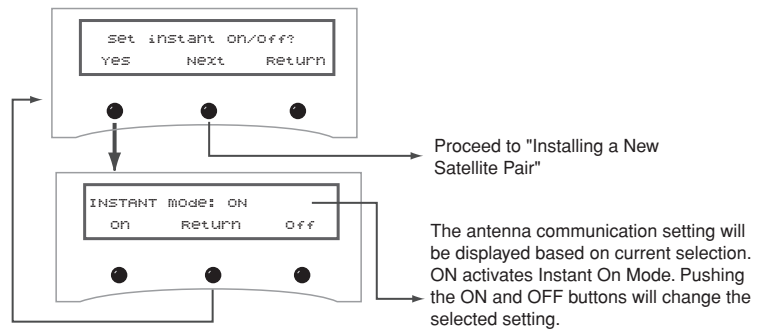 Set instant on/off?
Yes Next Return
Proceed to "Installing a New
Satellite Pair"
INSTANT mode: ON
On Return Off
The antenna communication setting will
be displayed based on current selection.
ON activates Instant On Mode. Pushing
the ON and OFF buttons will change the
selected setting.